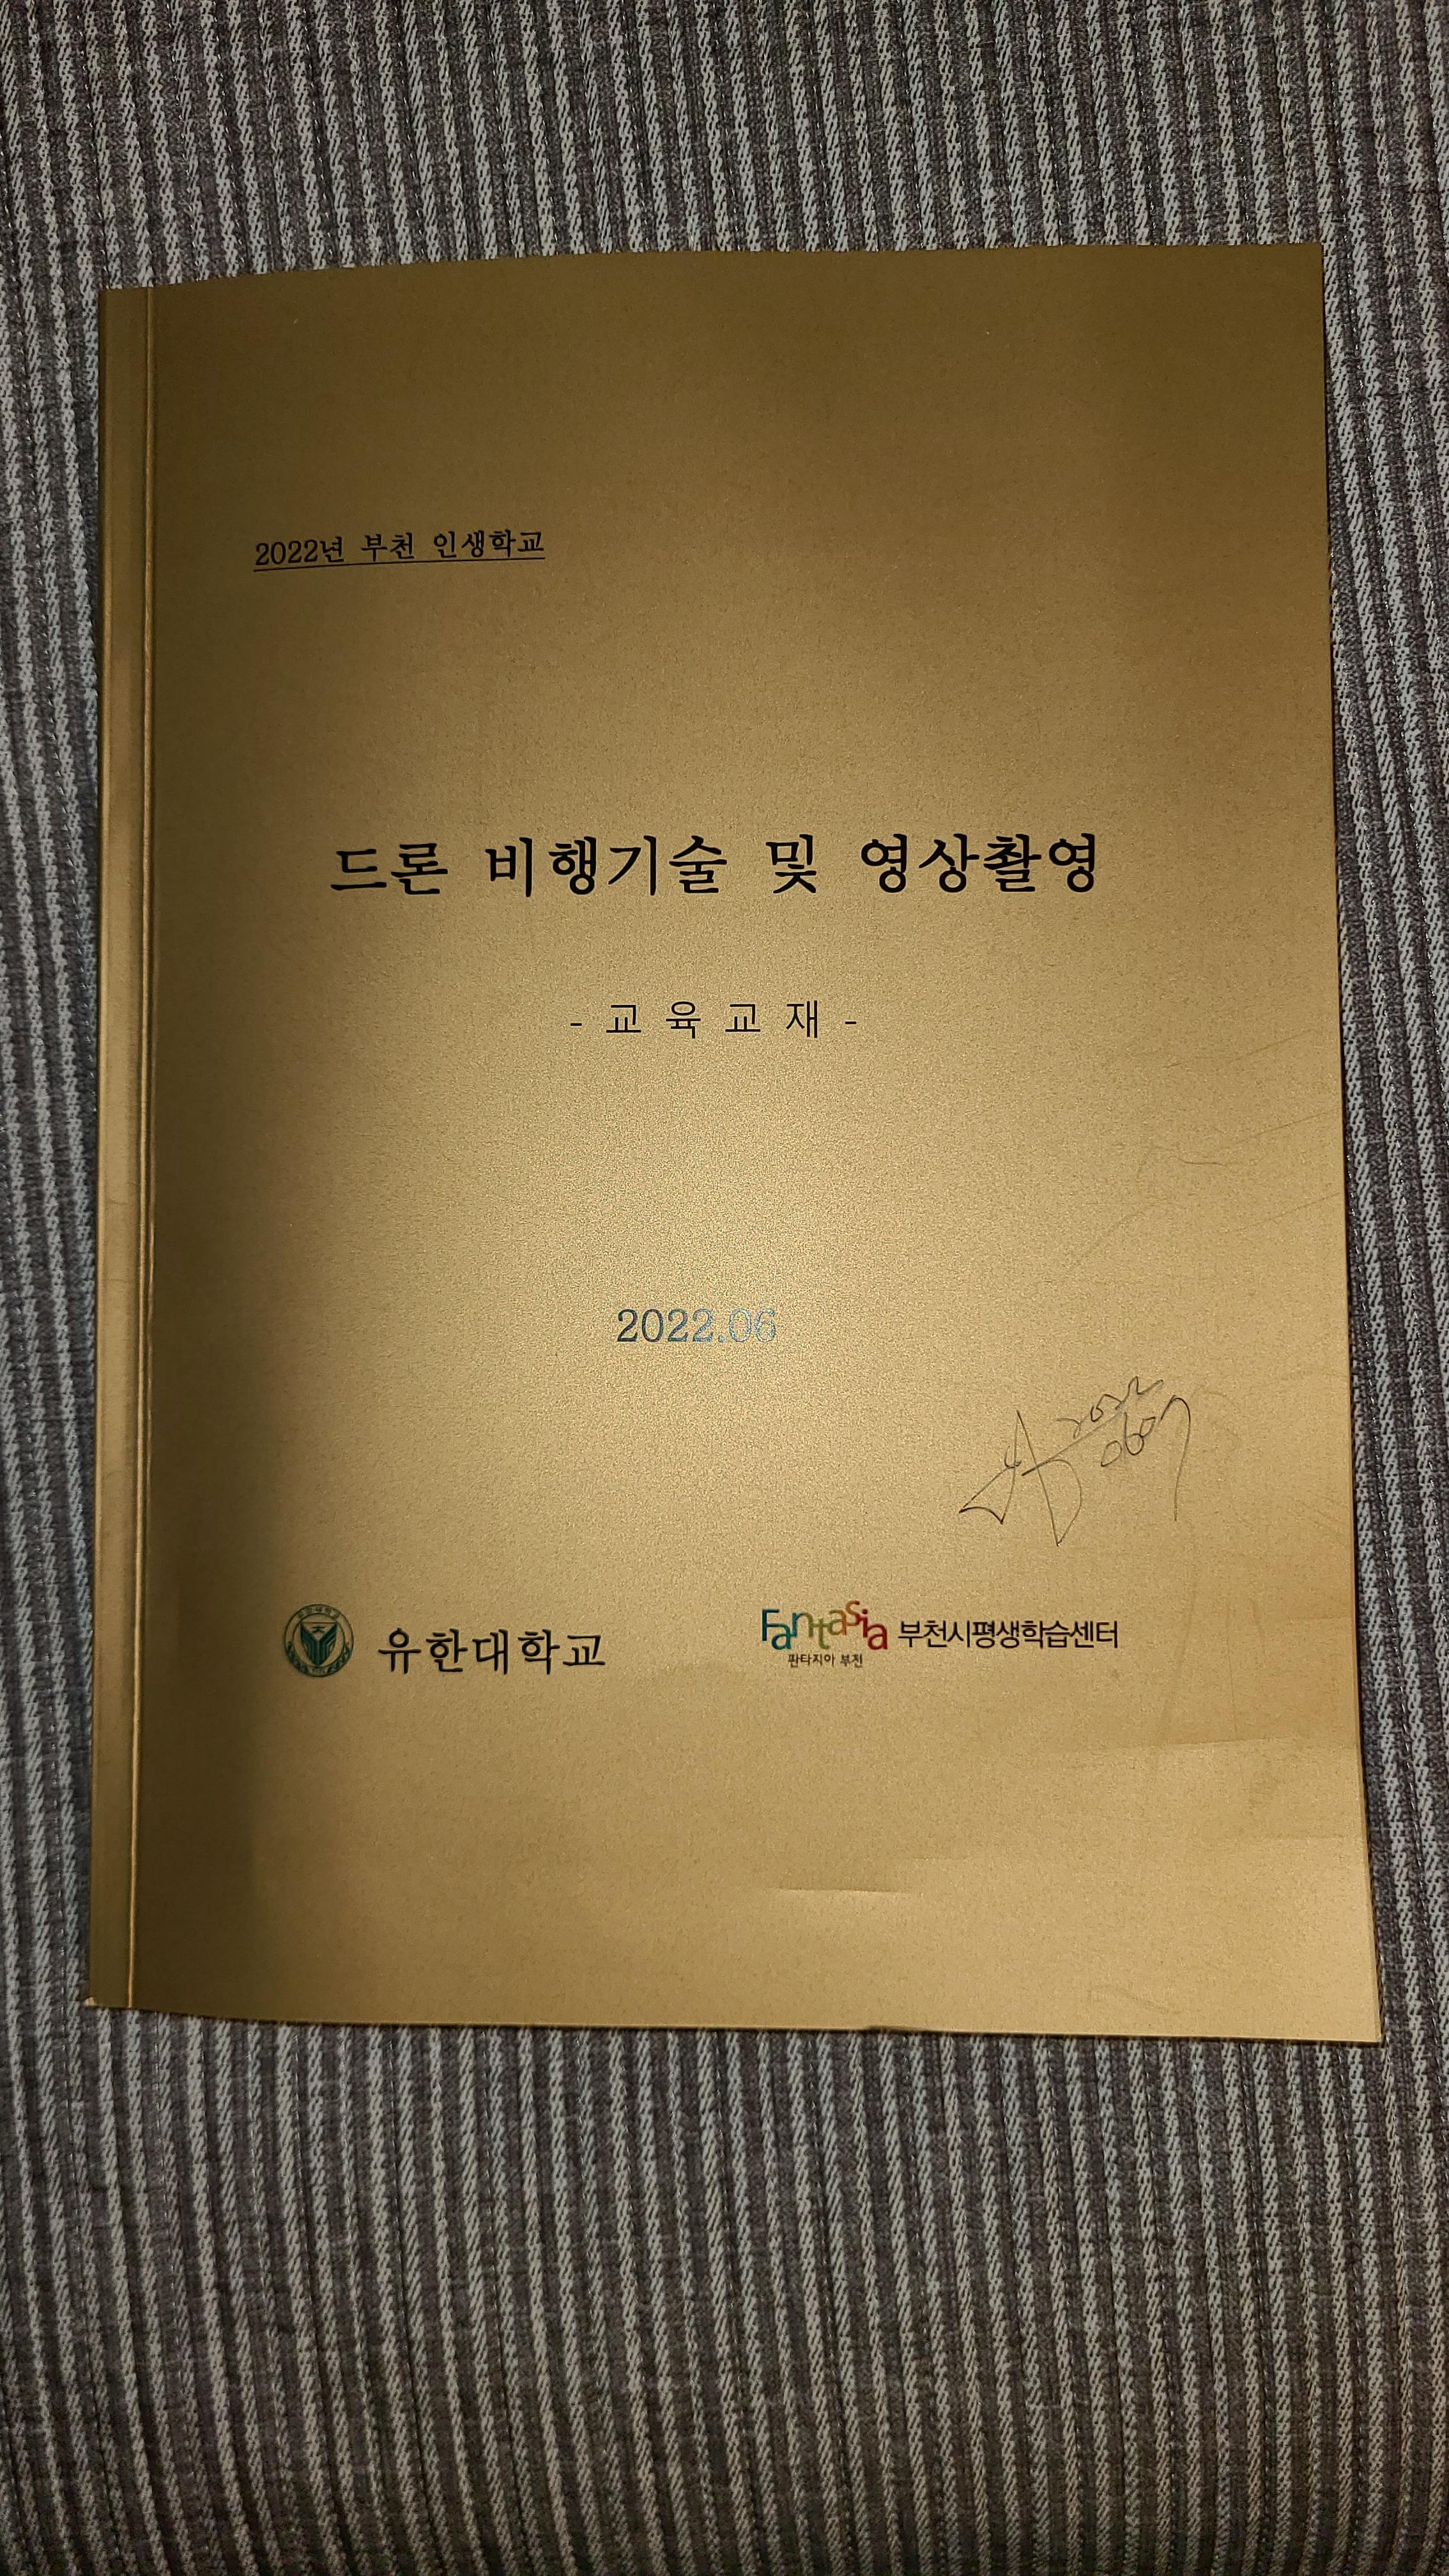 2022년 부천 인생학교
드론 비행기술 및 영상촬영
- 교 육 교 재 -
2022.06
유한대학교
Fantasia 부천시평생학습센터
판타지아 부천